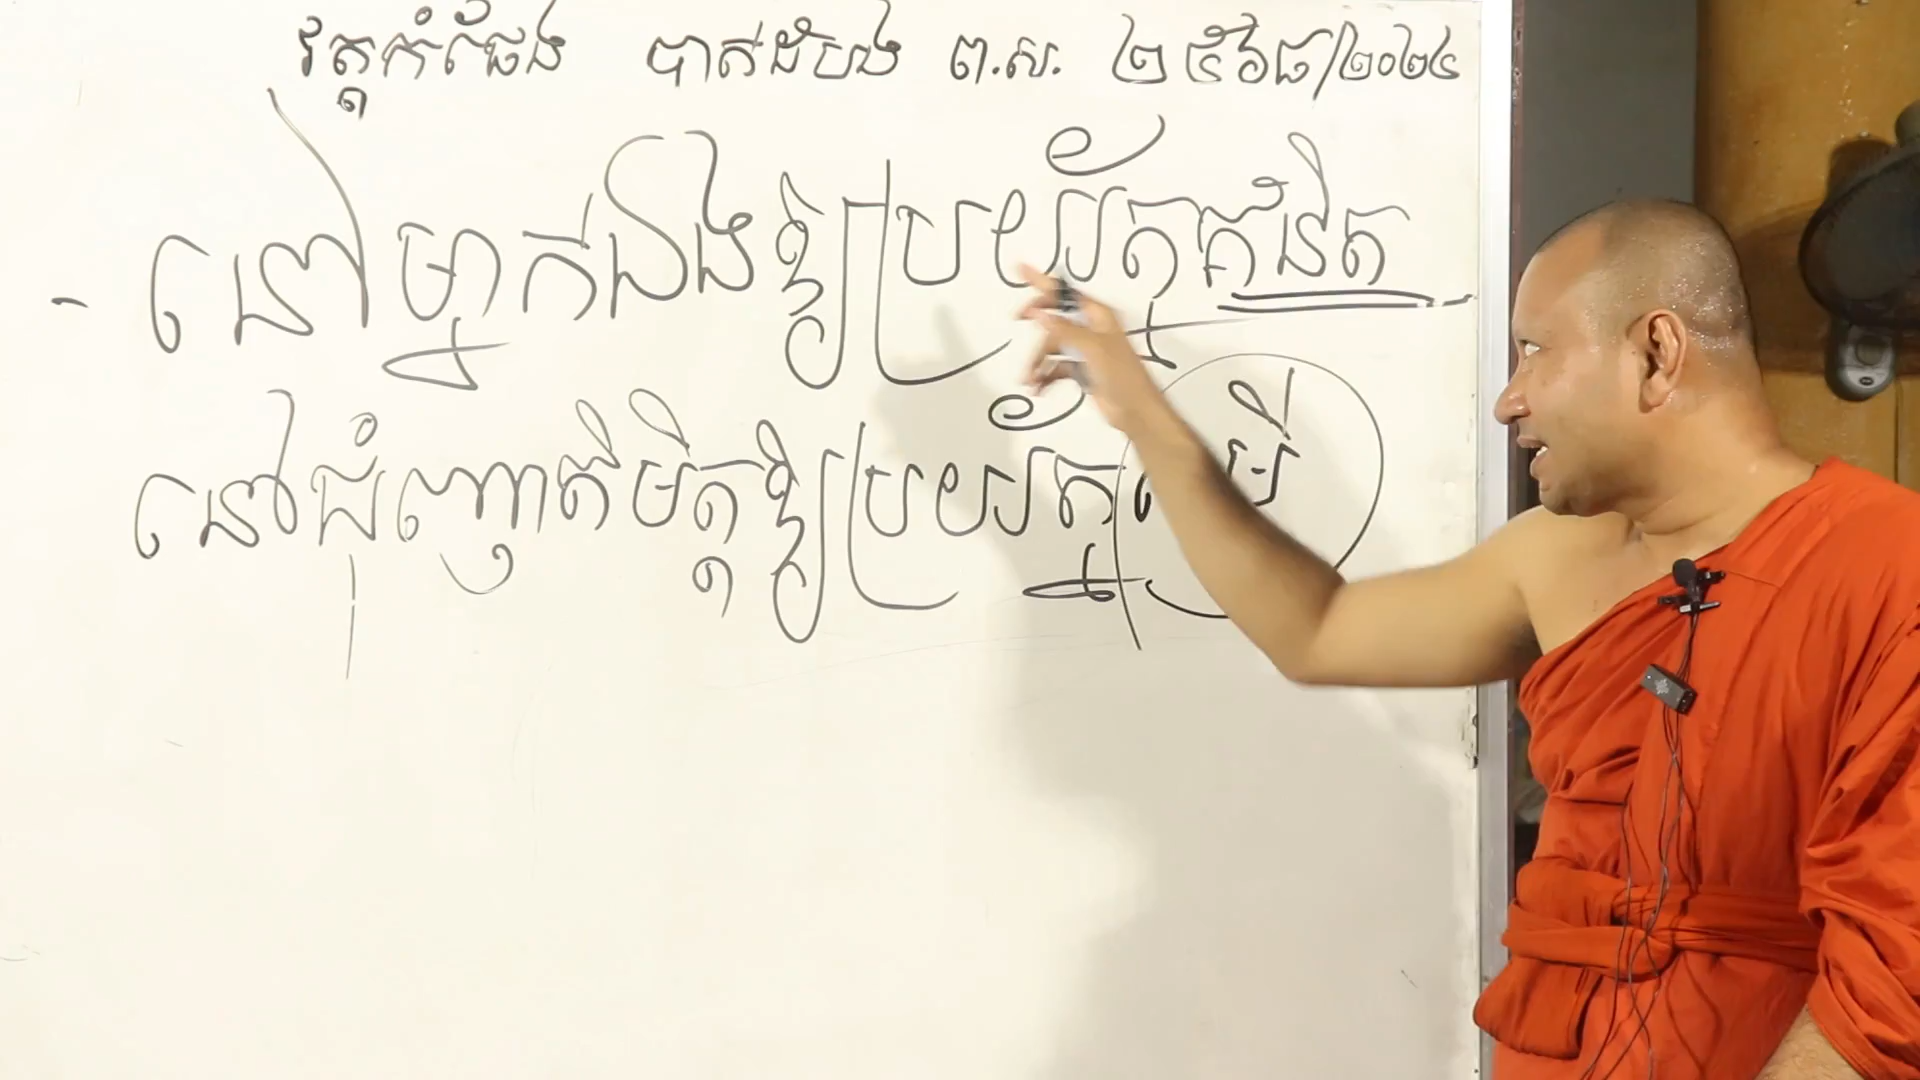 វត្តកំផែង បាត់ដំបង ព.ស. ២៥៦៨/២០២៤
- នៅម្នាក់ឯងឱ្យប្រយ័ត្នគំនិត
នៅជុំញាតិមិត្តឱ្យប្រយ័ត្ន